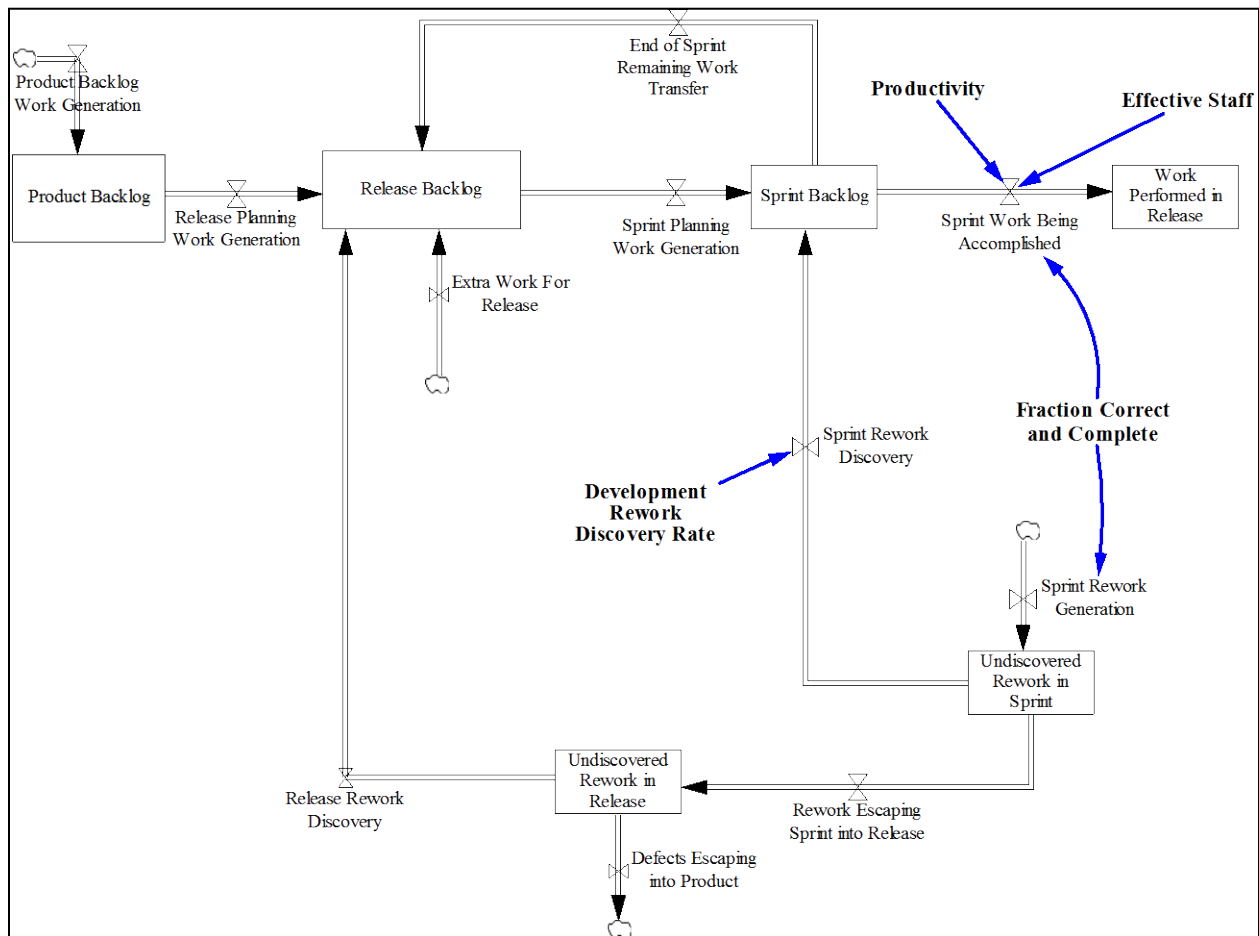 End of Sprint
Remaining Work
Transfer
Product Backlog
Work Generation
Productivity
Effective Staff
Product Backlog
Release Backlog
Sprint Backlog
Work
Performed in
Release
Release Planning
Work Generation
Sprint Planning
Work Generation
Sprint Work Being
Accomplished
Extra Work For
Release
Fraction Correct
and Complete
Sprint Rework
Discovery
Development
Rework
Discovery Rate
Sprint Rework
Generation
Undiscovered
Rework in
Sprint
Undiscovered
Rework in
Release
Release Rework
Discovery
Rework Escaping
Sprint into Release
Defects Escaping
into Product